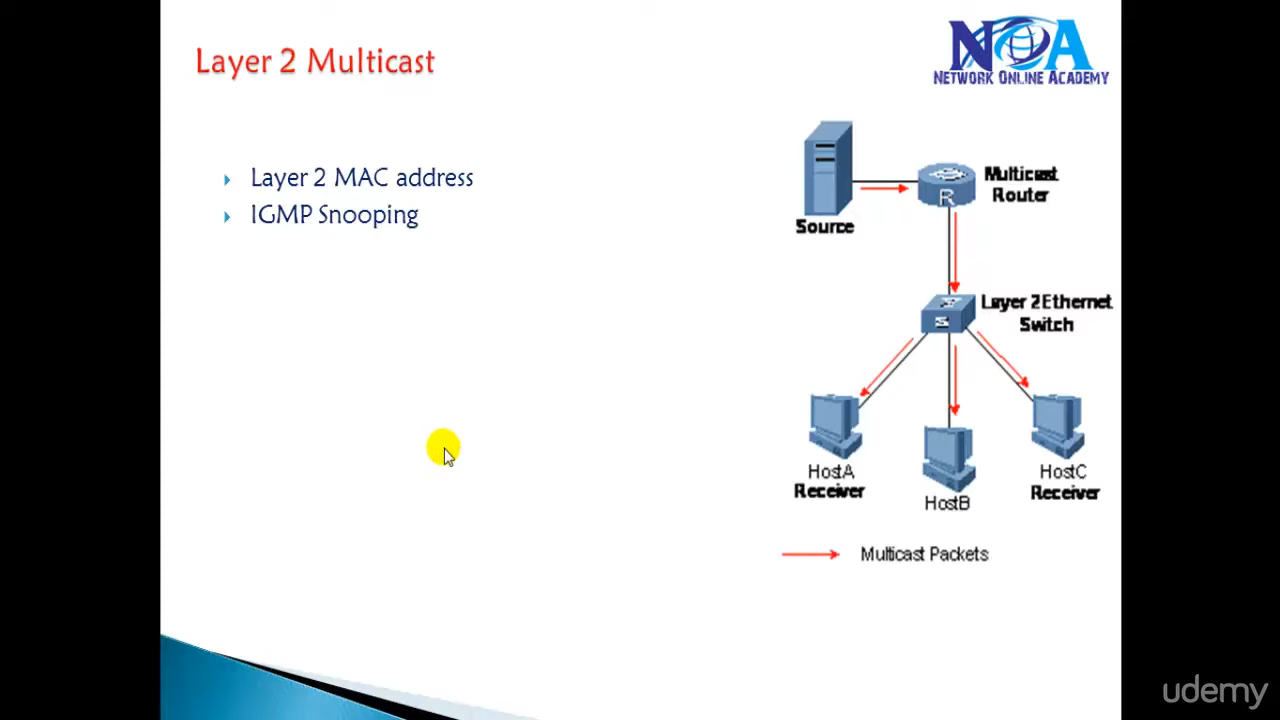 Layer 2 Multicast
NOA
NETWORK ONLINE ACADEMY
Layer 2 MAC address
IGMP Snooping
Source
R
Multicast
Router
Layer 2 Ethernet
Switch
S
HostA
Receiver
HostB
HostC
Receiver
Multicast Packets
udemy